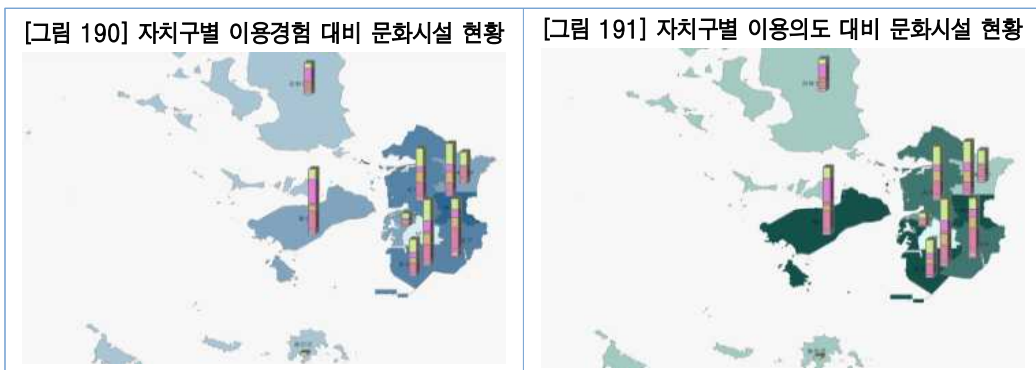 [그림 190] 자치구별 이용경험 대비 문화시설 현황
[그림 191] 자치구별 이용의도 대비 문화시설 현황